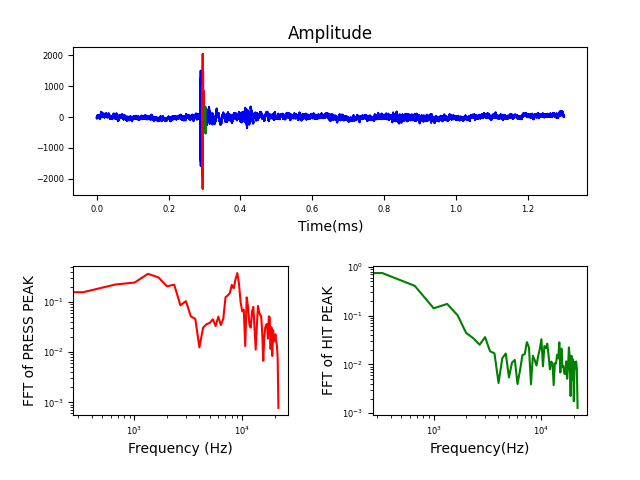 Amplitude
2000
1000
0
−1000
−2000
0.0 0.2 0.4 0.6 0.8 1.0 1.2
Time(ms)
FFT of PRESS PEAK
10⁻¹
10⁻²
10⁻³
10³ 10⁴
Frequency (Hz)
FFT of HIT PEAK
10⁰
10⁻¹
10⁻²
10⁻³
10³ 10⁴
Frequency(Hz)